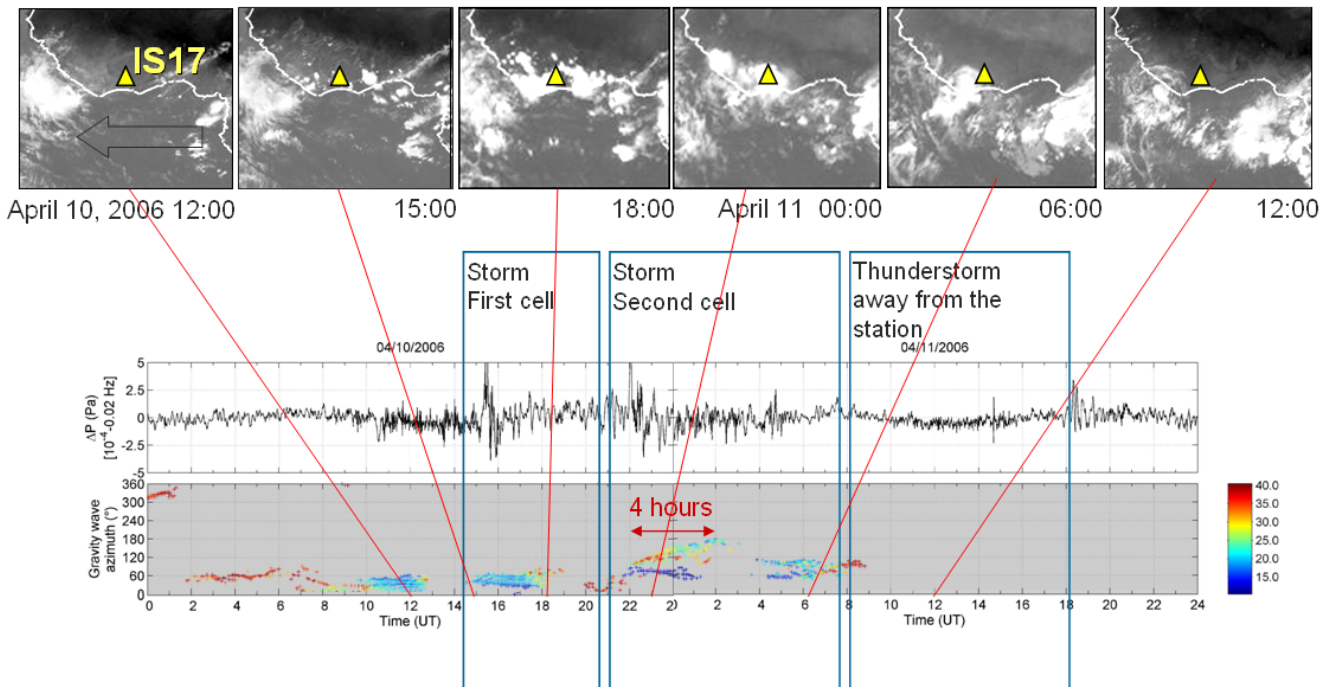 IS17
April 10, 2006 12:00
15:00
18:00
April 11 00:00
06:00
12:00
Storm
First cell
Storm
Second cell
Thunderstorm
away from the
station
04/10/2006
04/11/2006
ΔP (Pa)
[10⁻⁴-0.02 Hz]
5
2.5
0
-2.5
-5
Gravity wave
azimuth (°)
360
300
240
180
120
60
0
4 hours
40.0
35.0
30.0
25.0
20.0
15.0
0 2 4 6 8 10 12 14 16 18 20 22 20 2 4 6 8 10 12 14 16 18 20 22 24
Time (UT)
Time (UT)